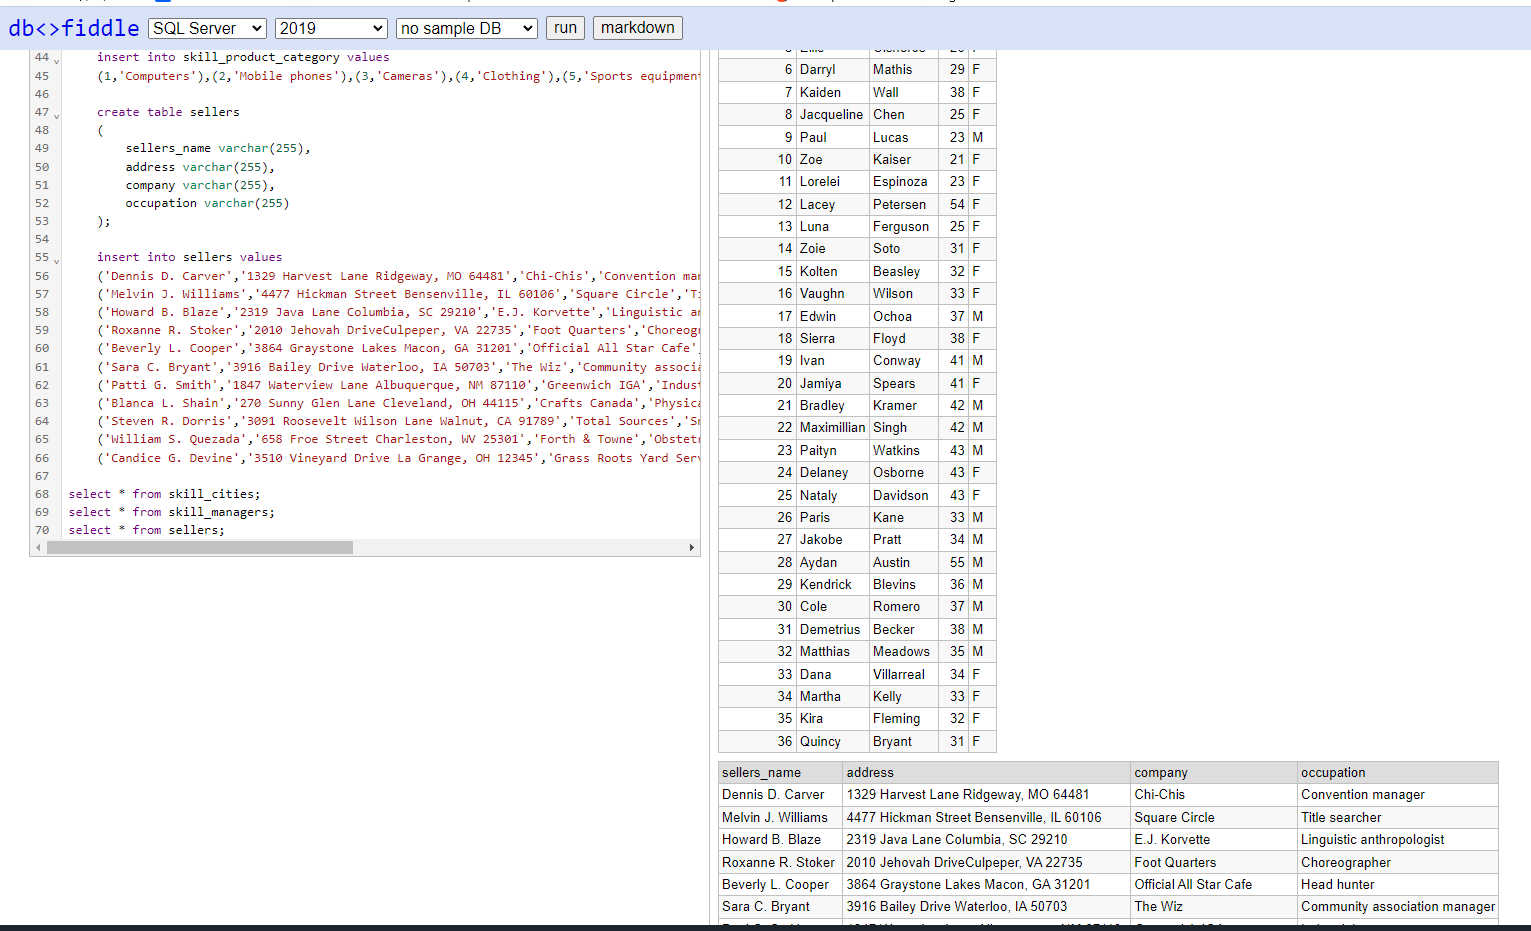 db<>fiddle SQL Server 2019 no sample DB run markdown
44 insert into skill_product_category values
45 (1,'Computers'),(2,'Mobile phones'),(3,'Cameras'),(4,'Clothing'),(5,'Sports equipmen
46
47 create table sellers
48 (
49 sellers_name varchar(255),
50 address varchar(255),
51 company varchar(255),
52 occupation varchar(255)
53 );
54
55 insert into sellers values
56 ('Dennis D. Carver','1329 Harvest Lane Ridgeway, MO 64481','Chi-Chis','Convention ma
57 ('Melvin J. Williams','4477 Hickman Street Bensenville, IL 60106','Square Circle','T
58 ('Howard B. Blaze','2319 Java Lane Columbia, SC 29210','E.J. Korvette','Linguistic a
59 ('Roxanne R. Stoker','2010 Jehovah DriveCulpeper, VA 22735','Foot Quarters','Choreog
60 ('Beverly L. Cooper','3864 Graystone Lakes Macon, GA 31201','Official All Star Cafe'
61 ('Sara C. Bryant','3916 Bailey Drive Waterloo, IA 50703','The Wiz','Community associa
62 ('Patti G. Smith','1847 Waterview Lane Albuquerque, NM 87110','Greenwich IGA','Indus
63 ('Blanca L. Shain','270 Sunny Glen Lane Cleveland, OH 44115','Crafts Canada','Physica
64 ('Steven R. Dorris','3091 Roosevelt Wilson Lane Walnut, CA 91789','Total Sources','S
65 ('William S. Quezada','658 Froe Street Charleston, WV 25301','Forth & Towne','Obstet
66 ('Candice G. Devine','3510 Vineyard Drive La Grange, OH 12345','Grass Roots Yard Ser
67
68 select * from skill_cities;
69 select * from skill_managers;
70 select * from sellers;
6 Darryl Mathis 29 F
7 Kaiden Wall 38 F
8 Jacqueline Chen 25 F
9 Paul Lucas 23 M
10 Zoe Kaiser 21 F
11 Lorelei Espinoza 23 F
12 Lacey Petersen 54 F
13 Luna Ferguson 25 F
14 Zoie Soto 31 F
15 Kolten Beasley 32 F
16 Vaughn Wilson 33 F
17 Edwin Ochoa 37 M
18 Sierra Floyd 38 F
19 Ivan Conway 41 M
20 Jamiya Spears 41 F
21 Bradley Kramer 42 M
22 Maximillian Singh 42 M
23 Paityn Watkins 43 M
24 Delaney Osborne 43 F
25 Nataly Davidson 43 F
26 Paris Kane 33 M
27 Jakobe Pratt 34 M
28 Aydan Austin 55 M
29 Kendrick Blevins 36 M
30 Cole Romero 37 M
31 Demetrius Becker 38 M
32 Matthias Meadows 35 M
33 Dana Villarreal 34 F
34 Martha Kelly 33 F
35 Kira Fleming 32 F
36 Quincy Bryant 31 F
sellers_name address company occupation
Dennis D. Carver 1329 Harvest Lane Ridgeway, MO 64481 Chi-Chis Convention manager
Melvin J. Williams 4477 Hickman Street Bensenville, IL 60106 Square Circle Title searcher
Howard B. Blaze 2319 Java Lane Columbia, SC 29210 E.J. Korvette Linguistic anthropologist
Roxanne R. Stoker 2010 Jehovah DriveCulpeper, VA 22735 Foot Quarters Choreographer
Beverly L. Cooper 3864 Graystone Lakes Macon, GA 31201 Official All Star Cafe Head hunter
Sara C. Bryant 3916 Bailey Drive Waterloo, IA 50703 The Wiz Community association manager